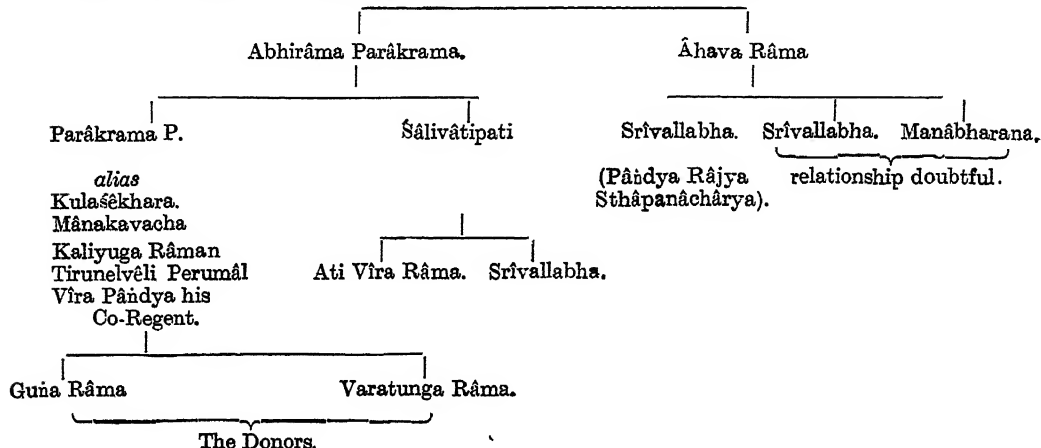 Abhirâma Parâkrama. Âhava Râma
Parâkrama P. Śâlivâtipati Srîvallabha. Srîvallabha. Manâbharana.
alias (Pâṅdya Râjya relationship doubtful.
Kulaśêkhara. Sthâpanâchârya).
Mânakavacha
Kaliyuga Râman
Tirunelvêli Perumâl Ati Vîra Râma. Srîvallabha.
Vîra Pâṅdya his
Co-Regent.
Guṅa Râma Varatunga Râma.
The Donors.